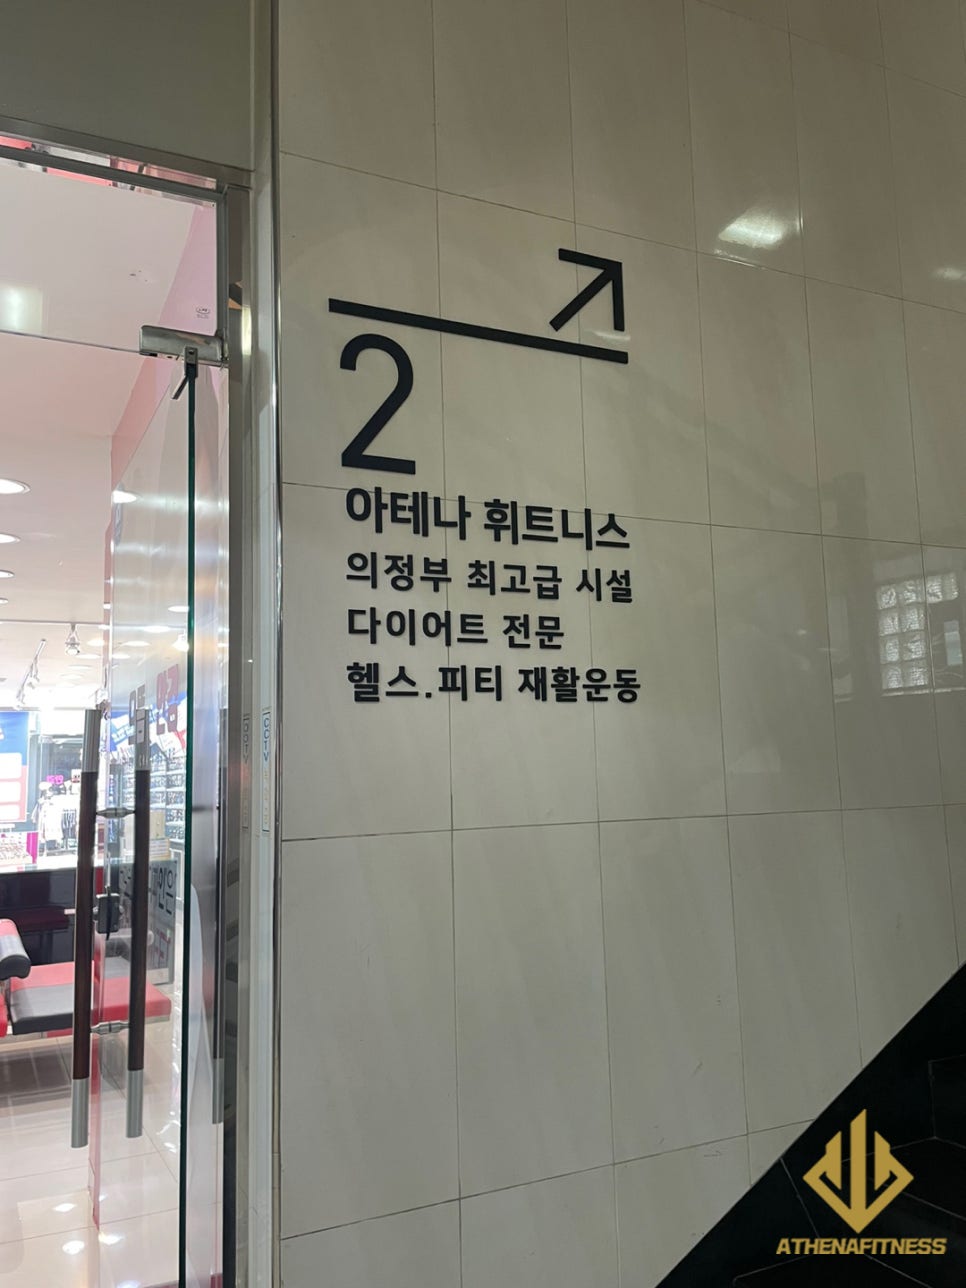 2
아테나 휘트니스
의정부 최고급 시설
다이어트 전문
헬스.피티 재활운동
CCTV
ATHENAFITNESS